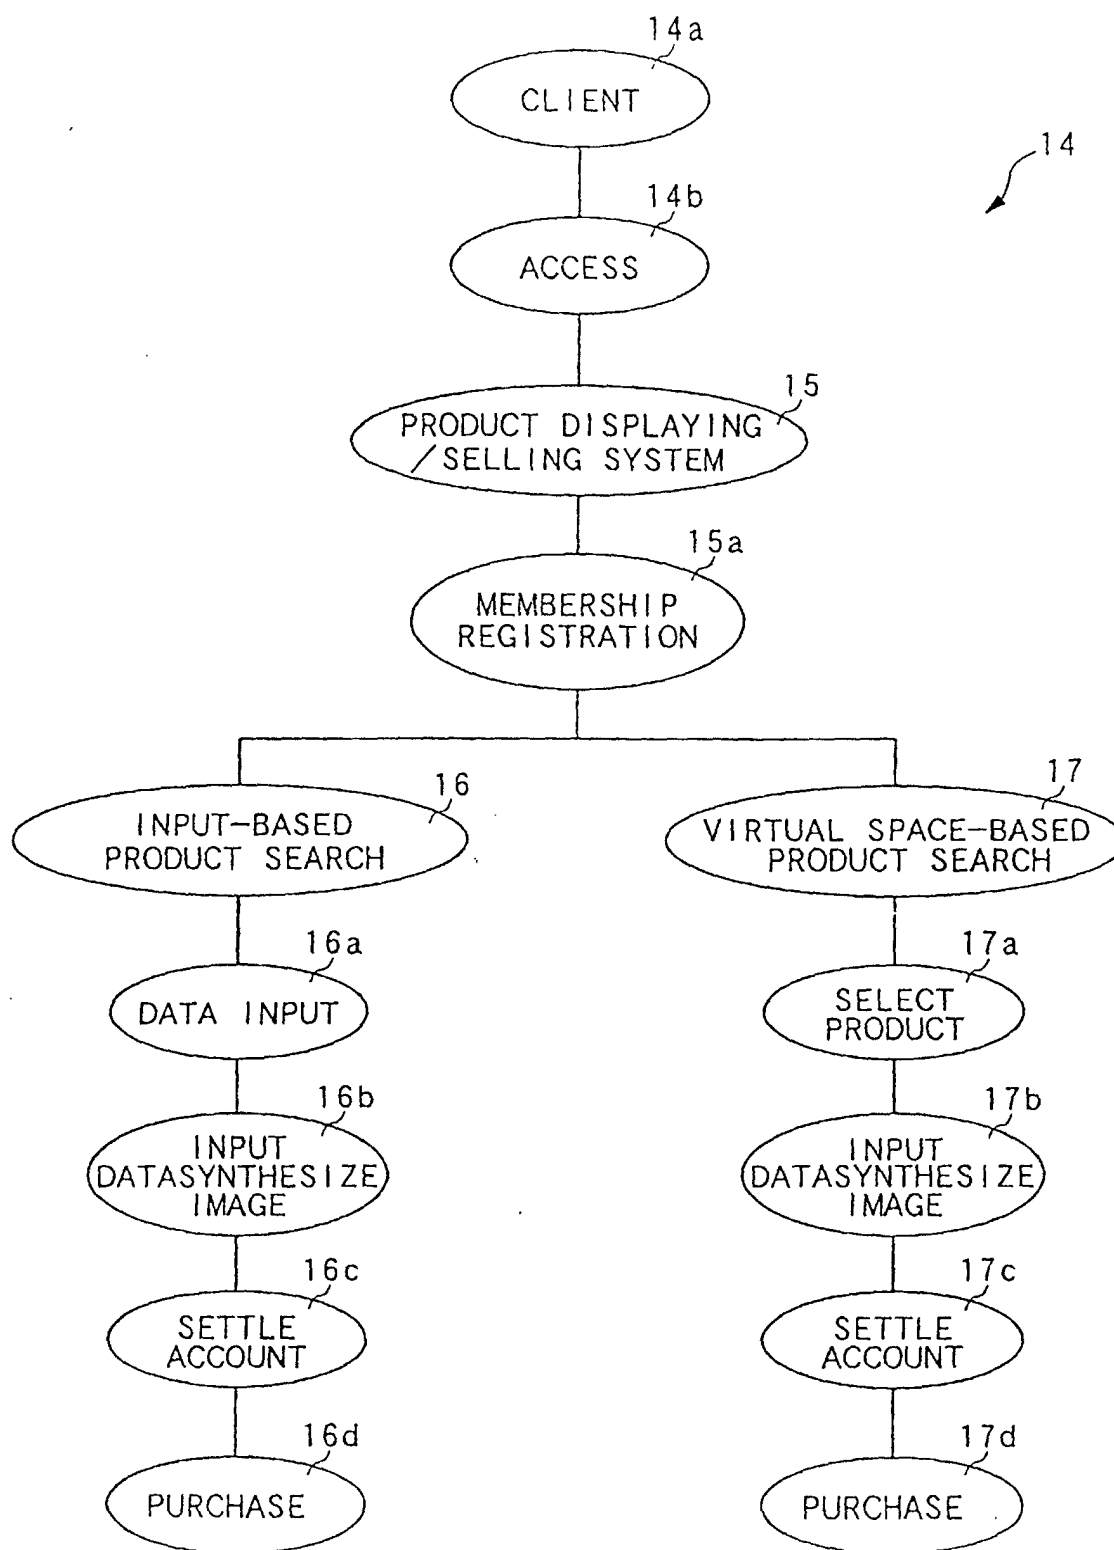 14a
CLIENT
14
14b
ACCESS
15
PRODUCT DISPLAYING
/SELLING SYSTEM
15a
MEMBERSHIP
REGISTRATION
16
INPUT-BASED
PRODUCT SEARCH
17
VIRTUAL SPACE-BASED
PRODUCT SEARCH
16a
DATA INPUT
17a
SELECT
PRODUCT
16b
INPUT
DATASYNTHESIZE
IMAGE
17b
INPUT
DATASYNTHESIZE
IMAGE
16c
SETTLE
ACCOUNT
17c
SETTLE
ACCOUNT
16d
PURCHASE
17d
PURCHASE